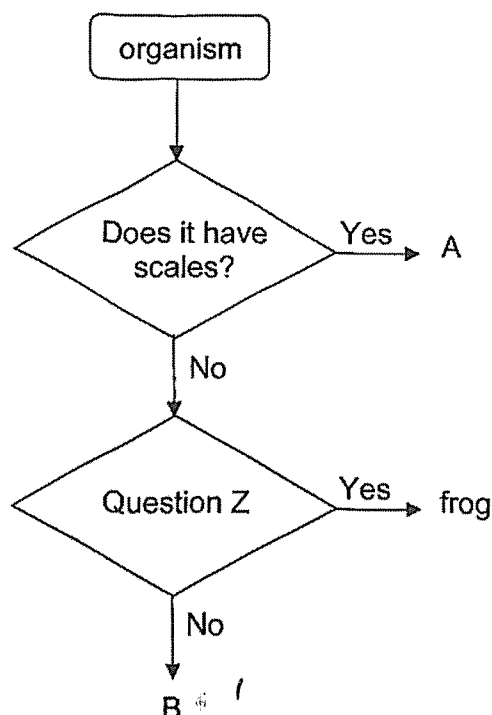 organism
Does it have
scales?
Yes
A
No
Question Z
Yes
frog
No
B